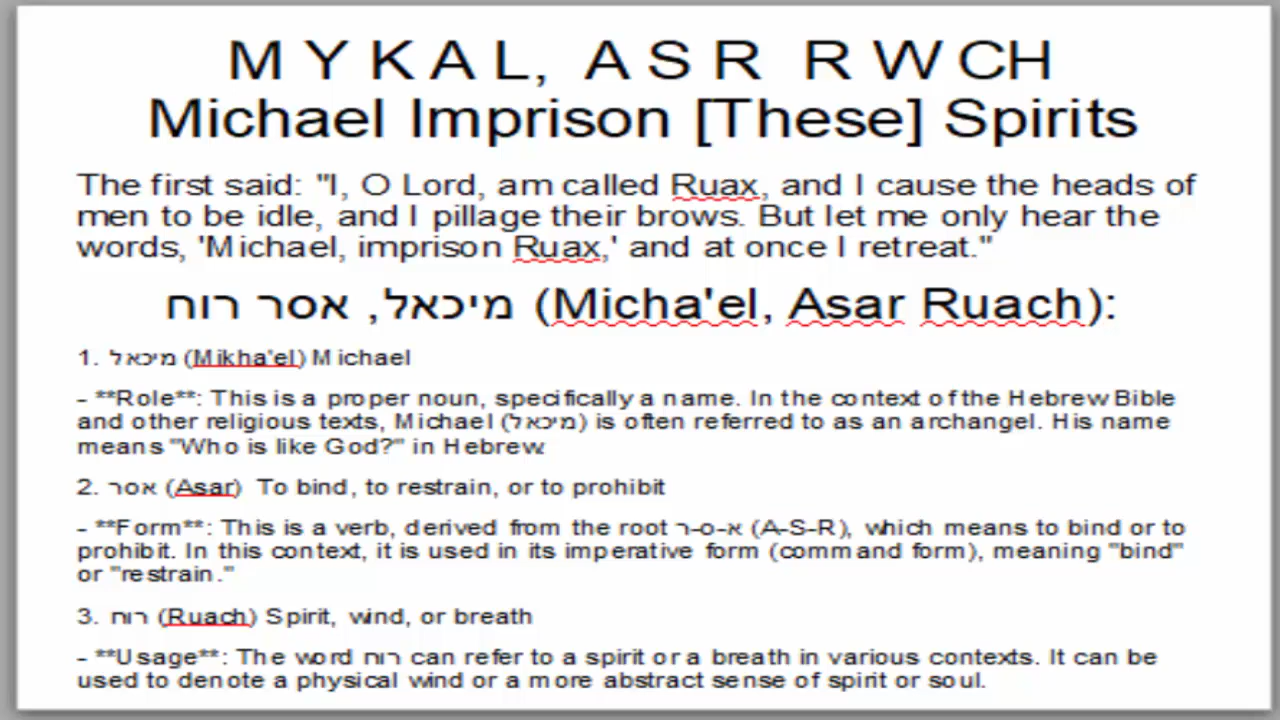 M Y K A L, A S R R W CH
Michael Imprison [These] Spirits
The first said: "I, O Lord, am called Ruax, and I cause the heads of
men to be idle, and I pillage their brows. But let me only hear the
words, 'Michael, imprison Ruax,' and at once I retreat."
מיכאל, אסר רוח (Micha'el, Asar Ruach):
1. מיכאל (Mikha'el) Michael
- **Role**: This is a proper noun, specifically a name. In the context of the Hebrew Bible
and other religious texts, Michael (מיכאל) is often referred to as an archangel. His name
means "Who is like God?" in Hebrew.
2. אסר (Asar) To bind, to restrain, or to prohibit
- **Form**: This is a verb, derived from the root א-ס-ר (A-S-R), which means to bind or to
prohibit. In this context, it is used in its imperative form (command form), meaning "bind"
or "restrain."
3. רוח (Ruach) Spirit, wind, or breath
- **Usage**: The word רוח can refer to a spirit or a breath in various contexts. It can be
used to denote a physical wind or a more abstract sense of spirit or soul.